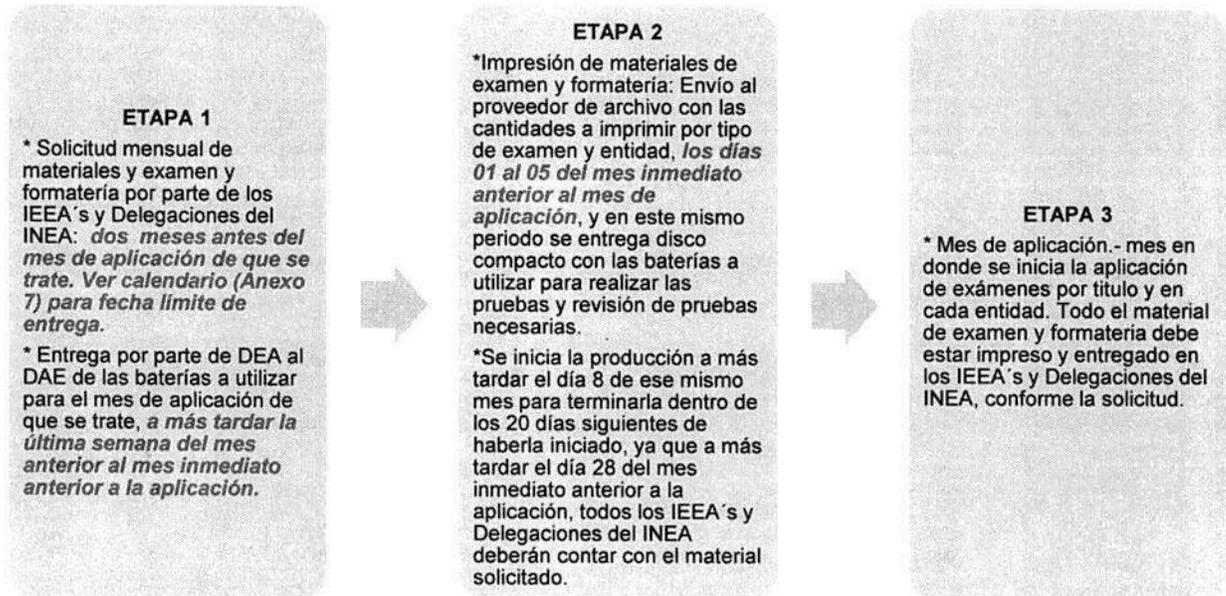 ETAPA 1
* Solicitud mensual de
materiales y examen y
formatería por parte de los
IEEA´s y Delegaciones del
INEA: dos meses antes del
mes de aplicación de que se
trate. Ver calendario (Anexo
7) para fecha límite de
entrega.
* Entrega por parte de DEA al
DAE de las baterías a utilizar
para el mes de aplicación de
que se trate, a más tardar la
última semana del mes
anterior al mes inmediato
anterior a la aplicación.
ETAPA 2
*Impresión de materiales de
examen y formatería: Envío al
proveedor de archivo con las
cantidades a imprimir por tipo
de examen y entidad, los días
01 al 05 del mes inmediato
anterior al mes de
aplicación, y en este mismo
periodo se entrega disco
compacto con las baterías a
utilizar para realizar las
pruebas y revisión de pruebas
necesarias.
*Se inicia la producción a más
tardar el día 8 de ese mismo
mes para terminarla dentro de
los 20 días siguientes de
haberla iniciado, ya que a más
tardar el día 28 del mes
inmediato anterior a la
aplicación, todos los IEEA´s y
Delegaciones del INEA
deberán contar con el material
solicitado.
ETAPA 3
* Mes de aplicación.- mes en
donde se inicia la aplicación
de exámenes por titulo y en
cada entidad. Todo el material
de examen y formateria debe
estar impreso y entregado en
los IEEA´s y Delegaciones del
INEA, conforme la solicitud.